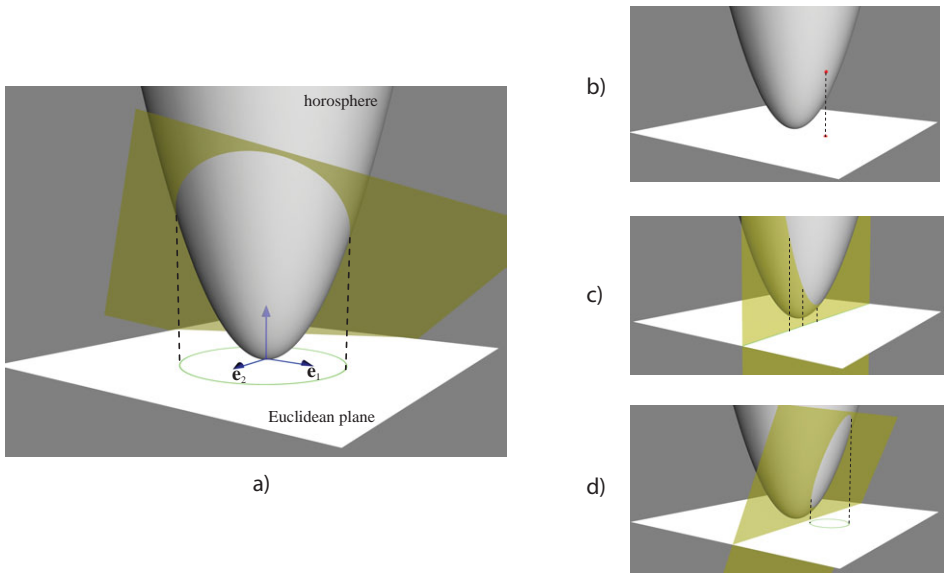 horosphere
e₂
e₁
Euclidean plane
a)
b)
c)
d)